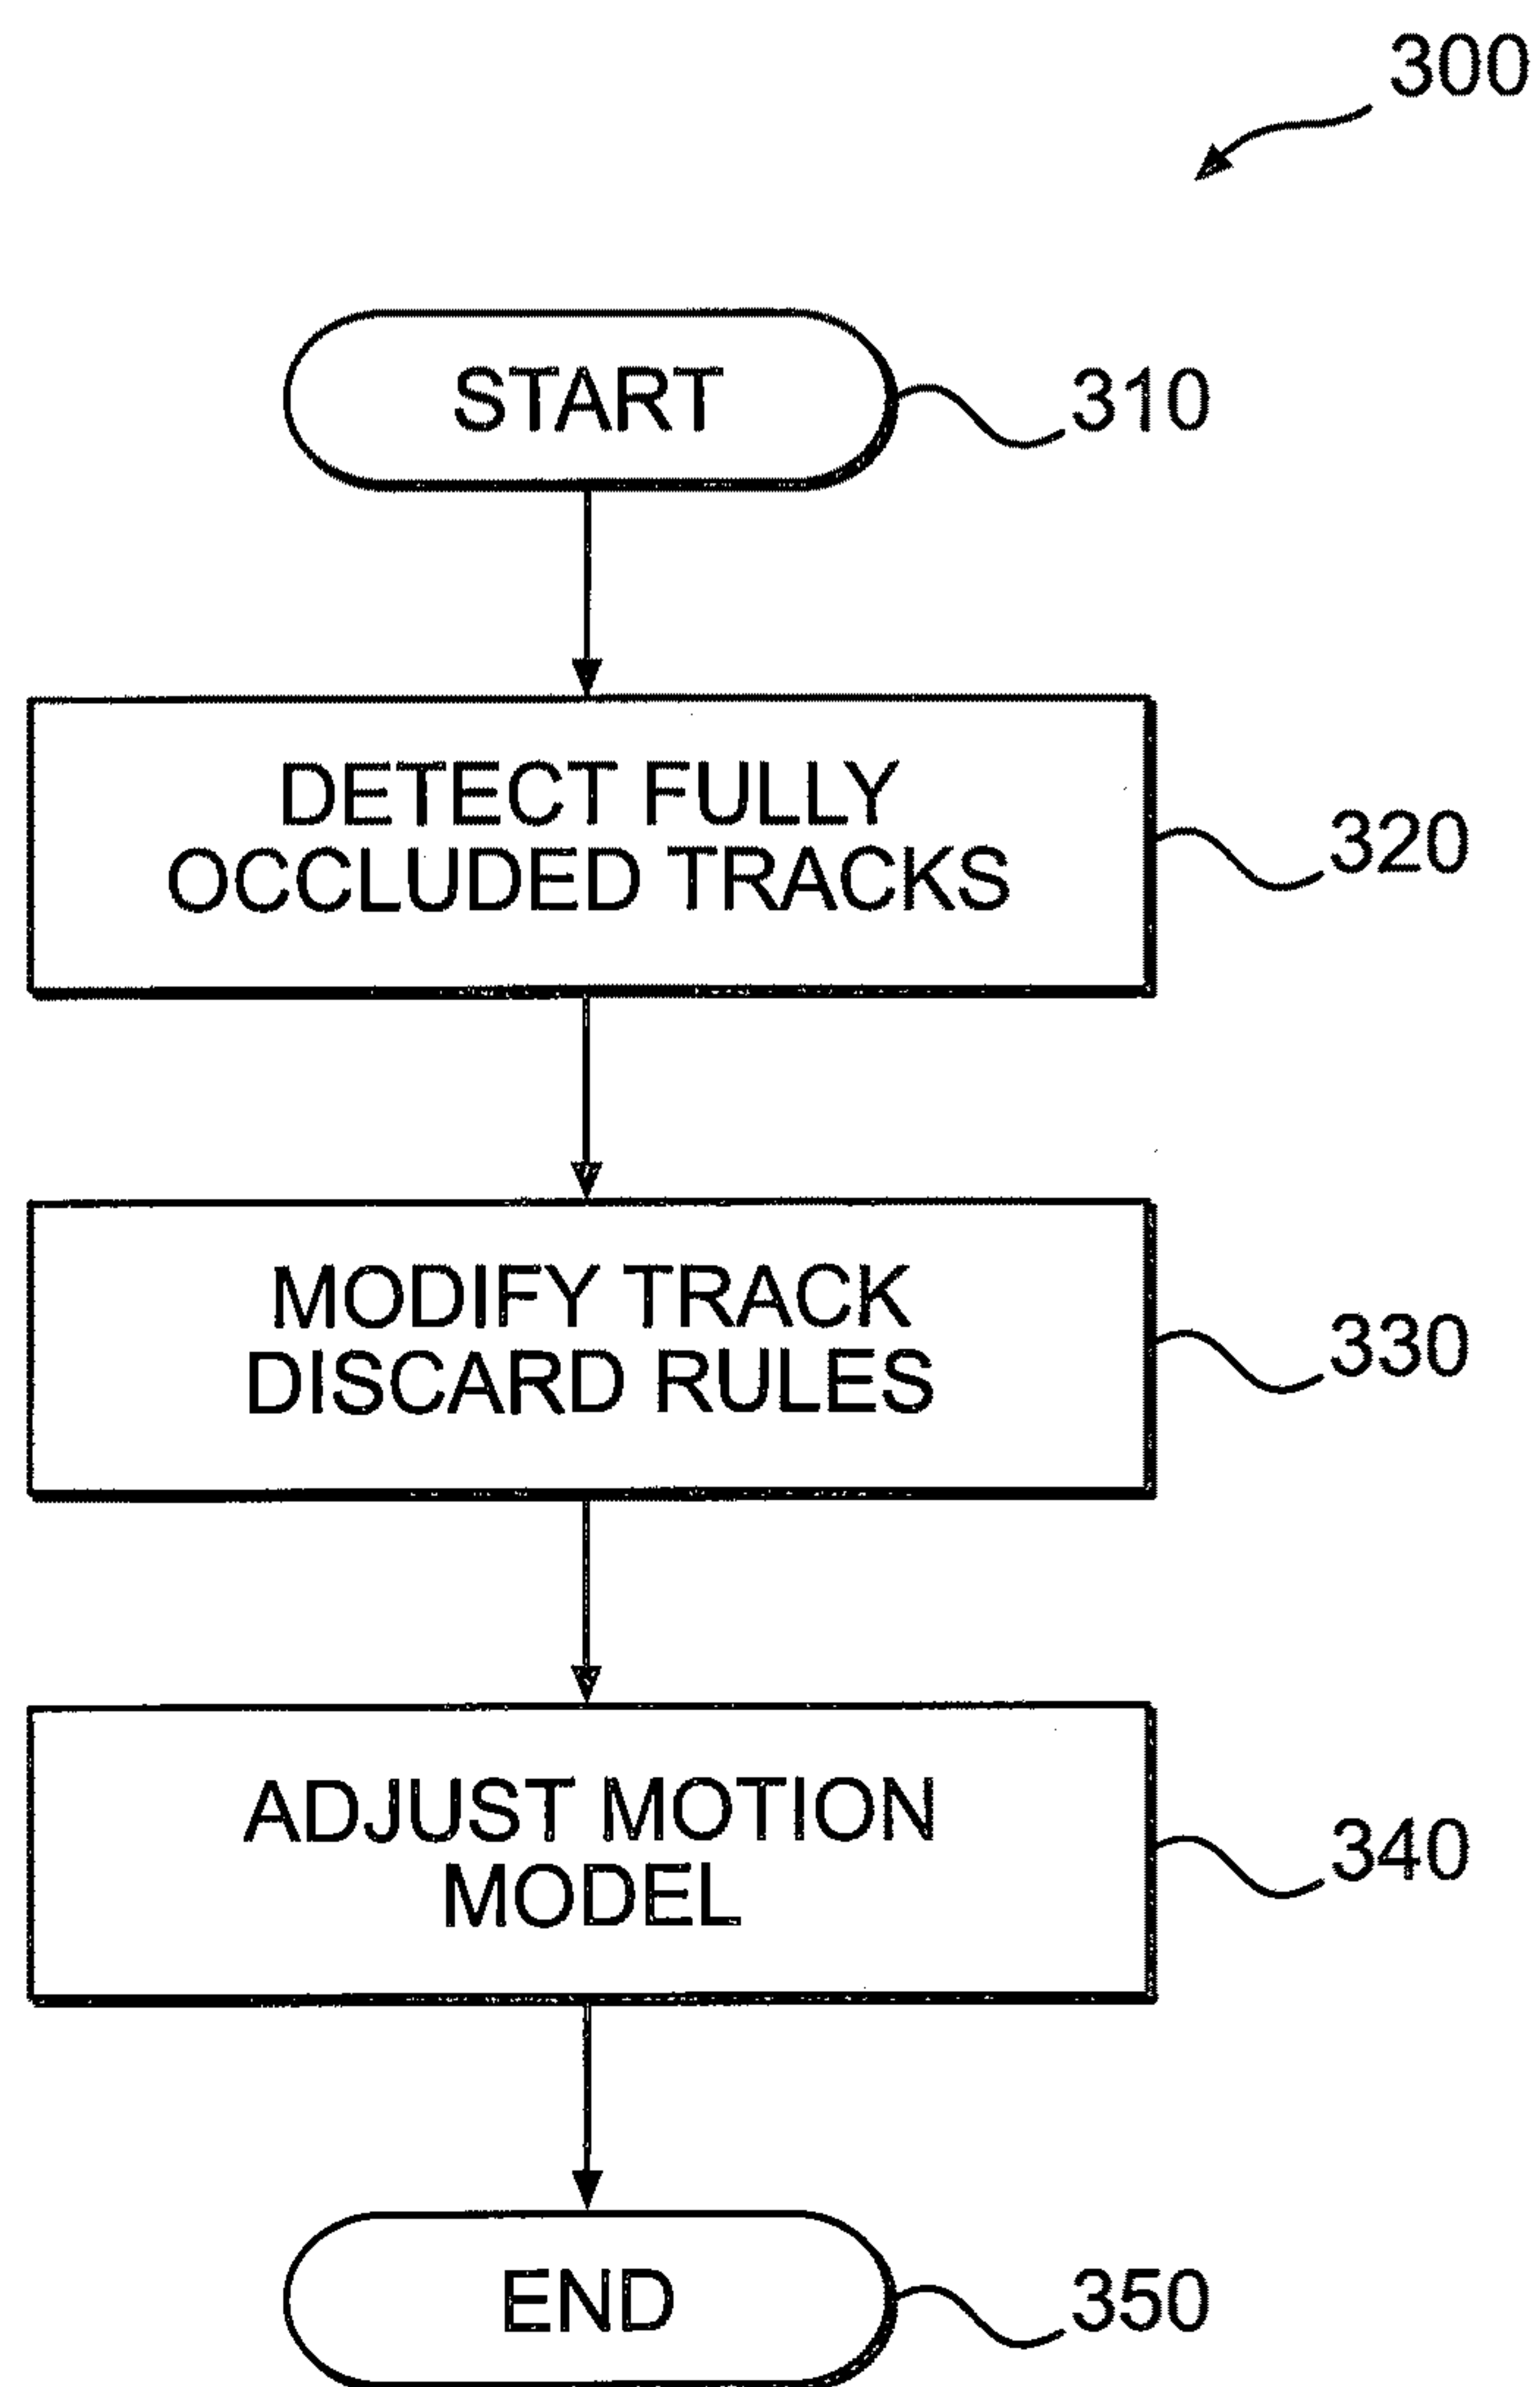 300
START
310
DETECT FULLY
OCCLUDED TRACKS
320
MODIFY TRACK
DISCARD RULES
330
ADJUST MOTION
MODEL
340
END
350